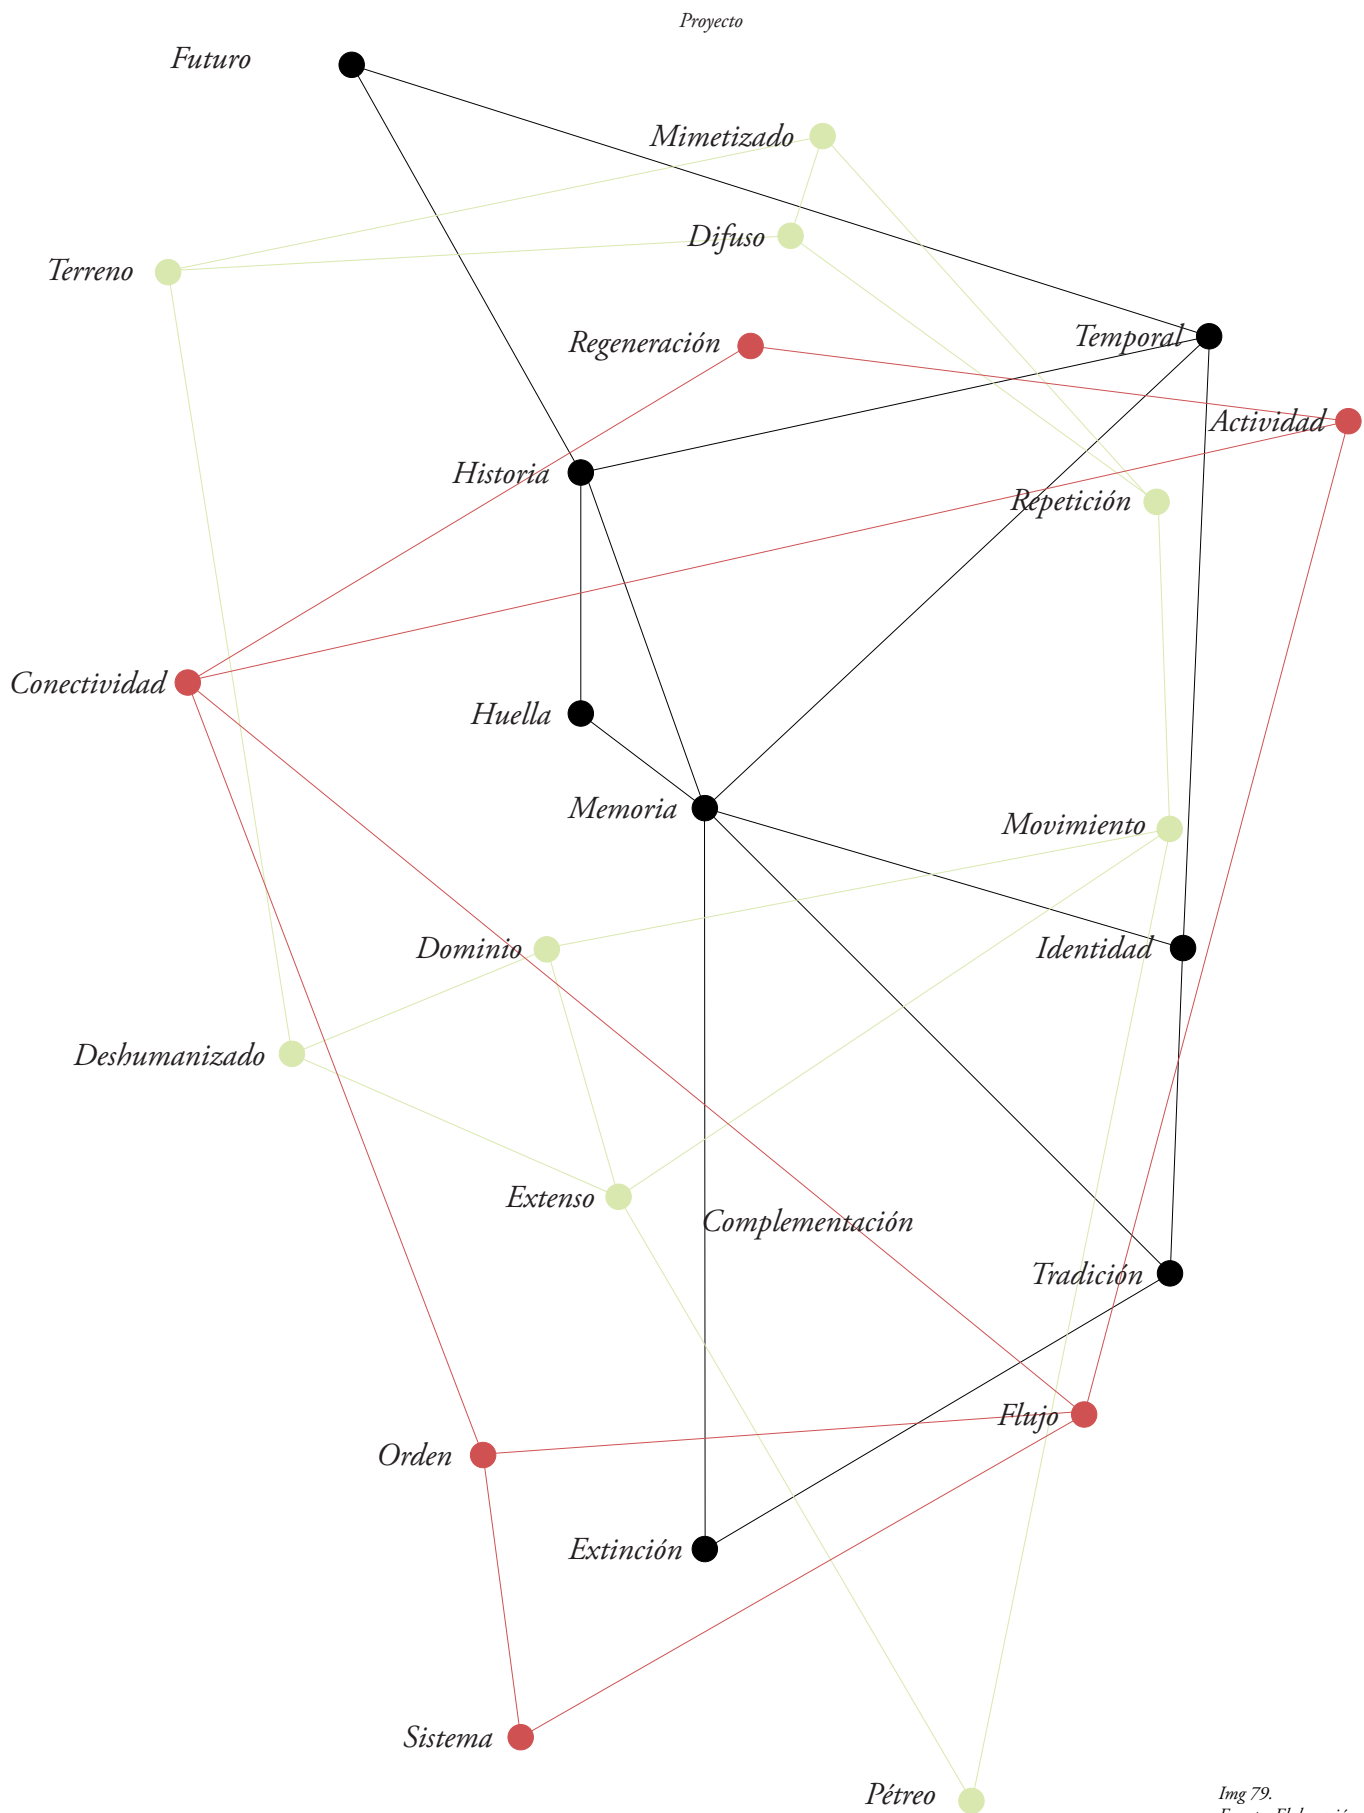 Proyecto
Futuro
Mimetizado
Difuso
Terreno
Temporal
Regeneración
Actividad
Historia
Repetición
Conectividad
Huella
Memoria
Movimiento
Dominio
Identidad
Deshumanizado
Extenso
Complementación
Tradición
Flujo
Orden
Extinción
Sistema
Pétreo
Img 79.